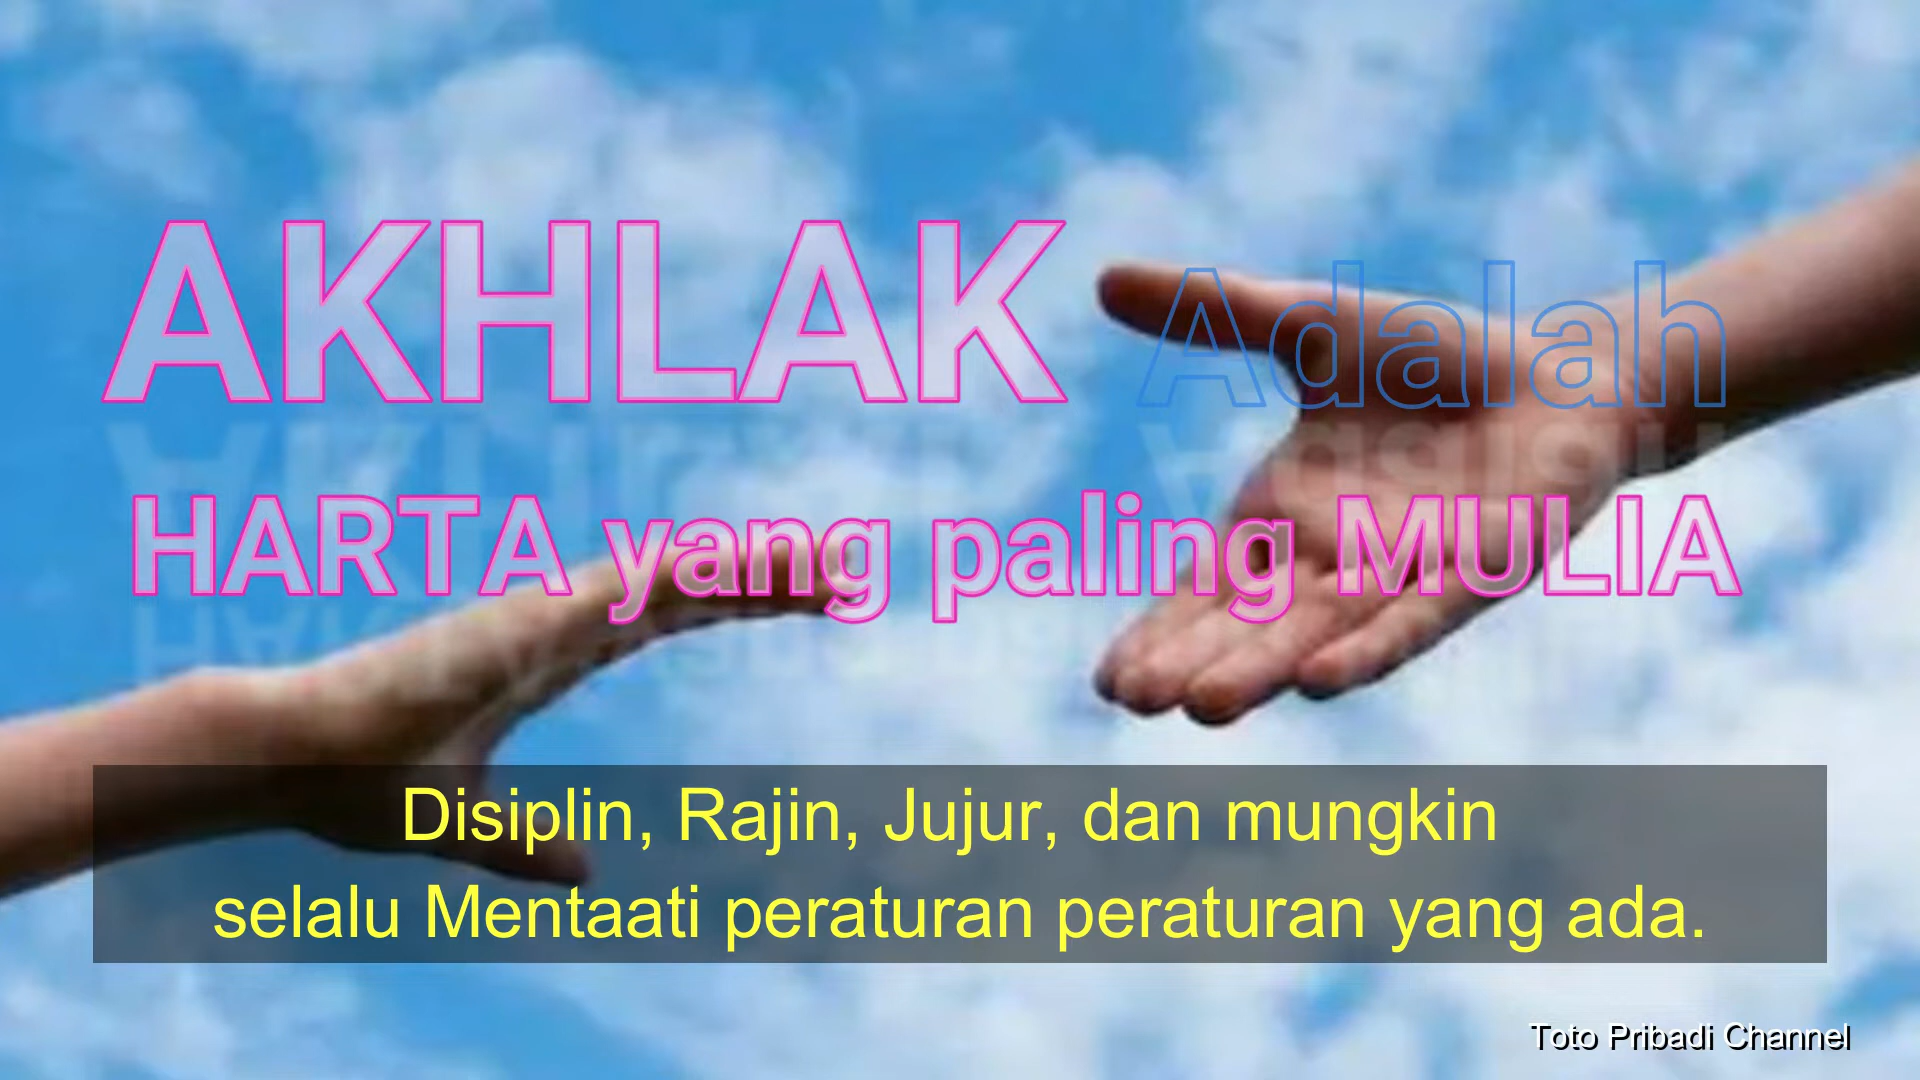 AKHLAK Adalah
HARTA yang paling MULIA
Disiplin, Rajin, Jujur, dan mungkin
selalu Mentaati peraturan peraturan yang ada.
Toto Pribadi Channel